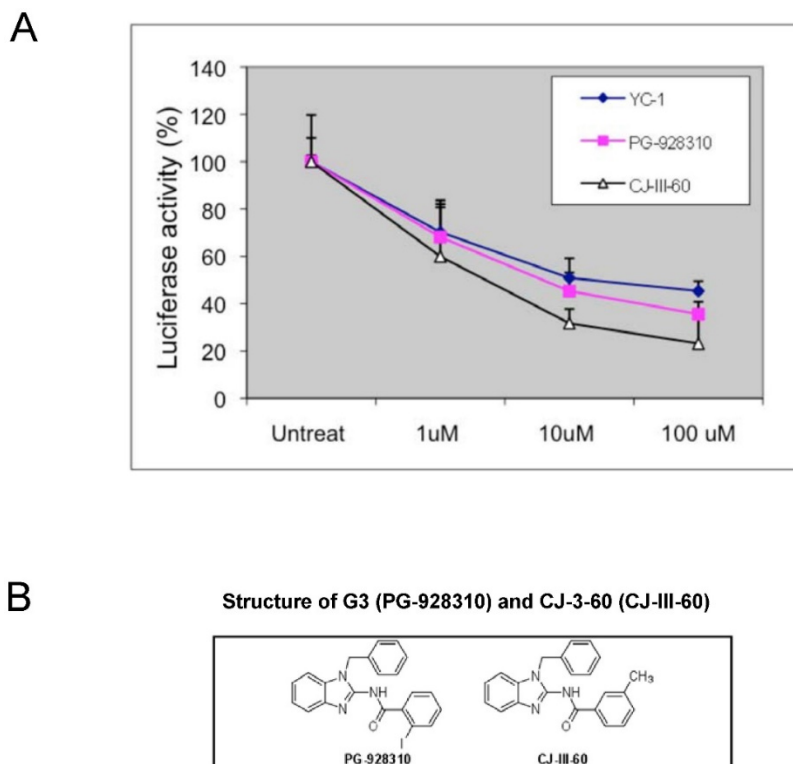 A
Luciferase activity (%)
140
120
100
80
60
40
20
0
YC-1
PG-928310
CJ-III-60
Untreat 1uM 10uM 100 uM
B
Structure of G3 (PG-928310) and CJ-3-60 (CJ-III-60)
N
N
NH
O
I
PG-928310
N
N
NH
O
CH3
CJ-III-60